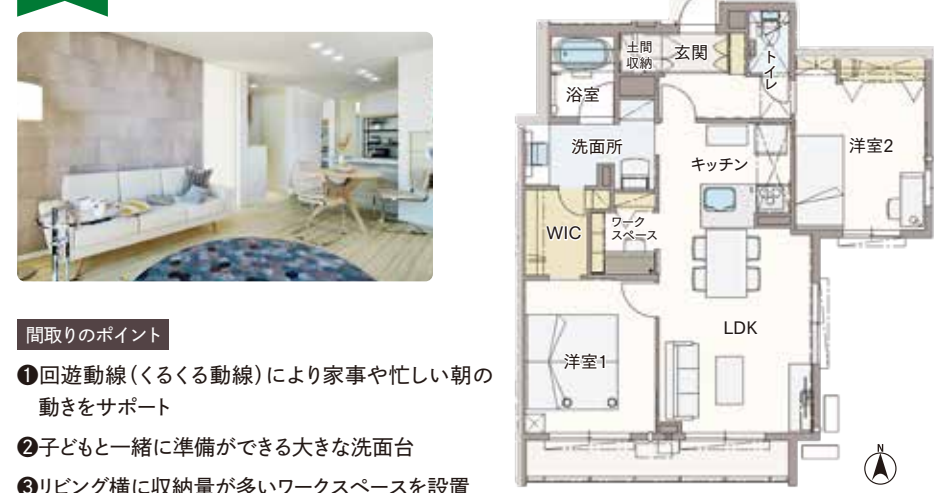 間取りのポイント
❶回遊動線(くるくる動線)により家事や忙しい朝の
動きをサポート
❷子どもと一緒に準備ができる大きな洗面台
❸リビング横に収納量が多いワークスペースを設置
土間
収納
玄関
トイレ
浴室
洗面所
キッチン
洋室2
WIC
ワーク
スペース
LDK
洋室1
N